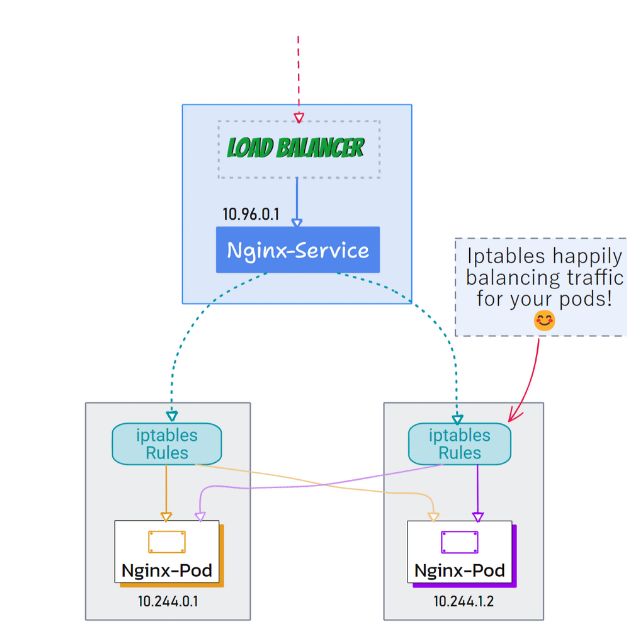 LOAD BALANCER
10.96.0.1
Nginx-Service
Iptables happily
balancing traffic
for your pods!
😊
iptables
Rules
iptables
Rules
Nginx-Pod
10.244.0.1
Nginx-Pod
10.244.1.2